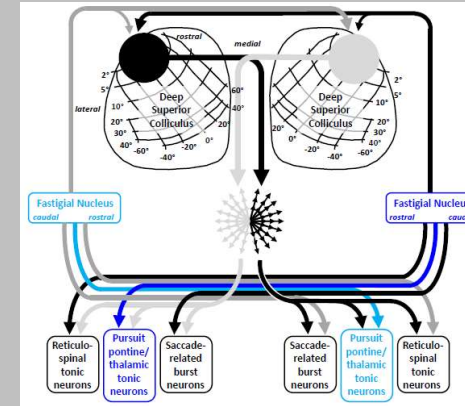 rostral
medial
lateral
Deep
Superior
Colliculus
2°
5°
10°
20°
30°
40°
-60°
-40°
-20°
0°
20°
40°
60°
Deep
Superior
Colliculus
2°
5°
10°
20°
30°
40°
-60°
-40°
-20°
0°
20°
Fastigial Nucleus
caudal rostral
Fastigial Nucleu
rostral cau
Reticulo-
spinal
tonic
neurons
Pursuit
pontine/
thalamic
tonic
neurons
Saccade-
related
burst
neurons
Saccade-
related
burst
neurons
Pursuit
pontine/
thalamic
tonic
neurons
Reticulo-
spinal
tonic
neurons